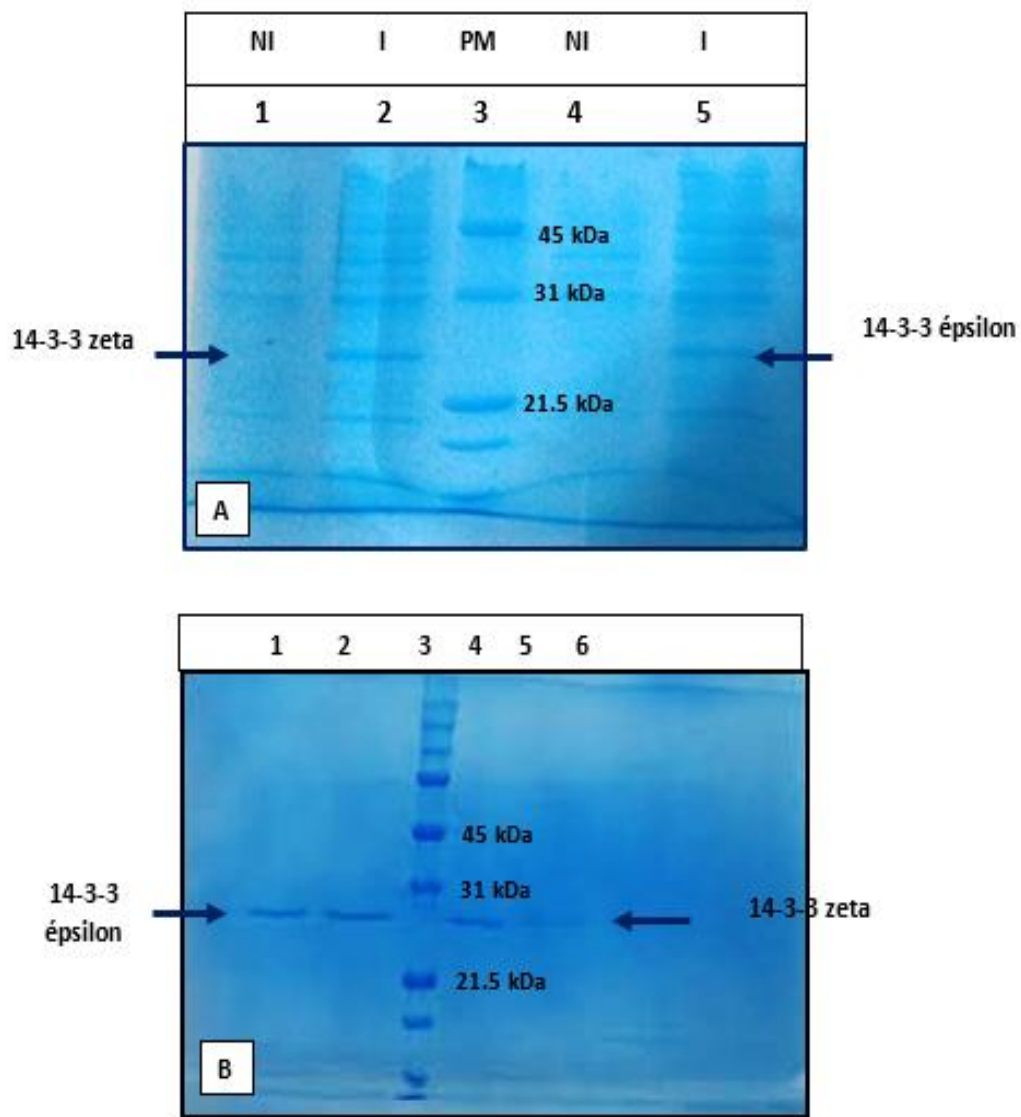 NI I PM NI I
1 2 3 4 5
45 kDa
31 kDa
14-3-3 zeta
14-3-3 épsilon
21.5 kDa
A
1 2 3 4 5 6
45 kDa
31 kDa
14-3-3
épsilon
14-3-3 zeta
21.5 kDa
B